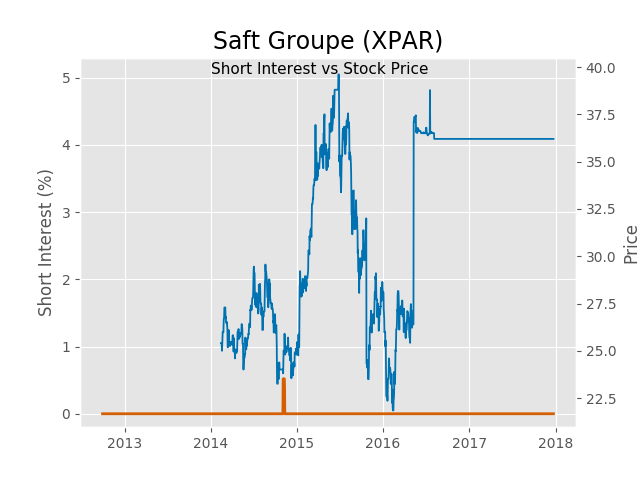 Saft Groupe (XPAR)
Short Interest vs Stock Price
Short Interest (%)
5
4
3
2
1
0
40.0
37.5
35.0
32.5
30.0
27.5
25.0
22.5
Price
2013 2014 2015 2016 2017 2018